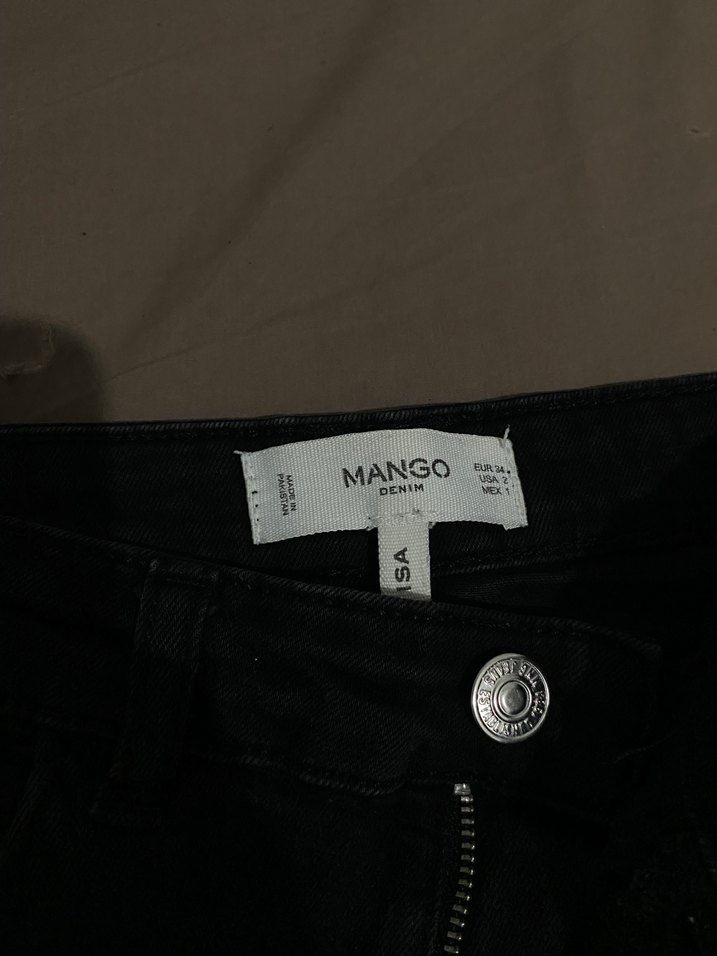 MANGO
DENIM
EUR 34
USA 2
MEX 1
MADE IN
PAKISTAN
ISA